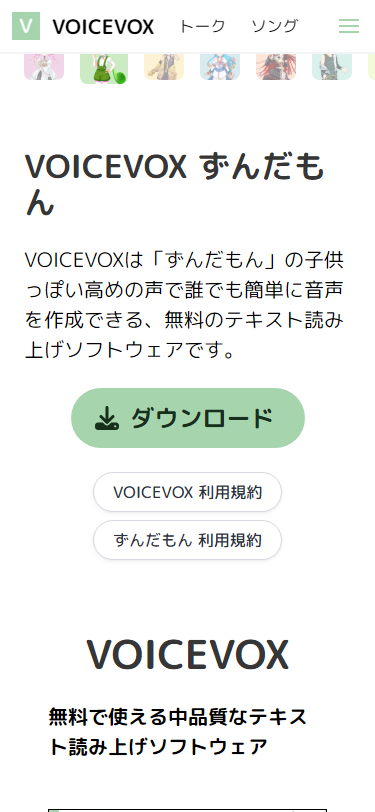 V VOICEVOX トーク ソング
VOICEVOX ずんだも
ん
VOICEVOXは「ずんだもん」の子供
っぽい高めの声で誰でも簡単に音声
を作成できる、無料のテキスト読み
上げソフトウェアです。
ダウンロード
VOICEVOX 利用規約
ずんだもん 利用規約
VOICEVOX
無料で使える中品質なテキス
ト読み上げソフトウェア